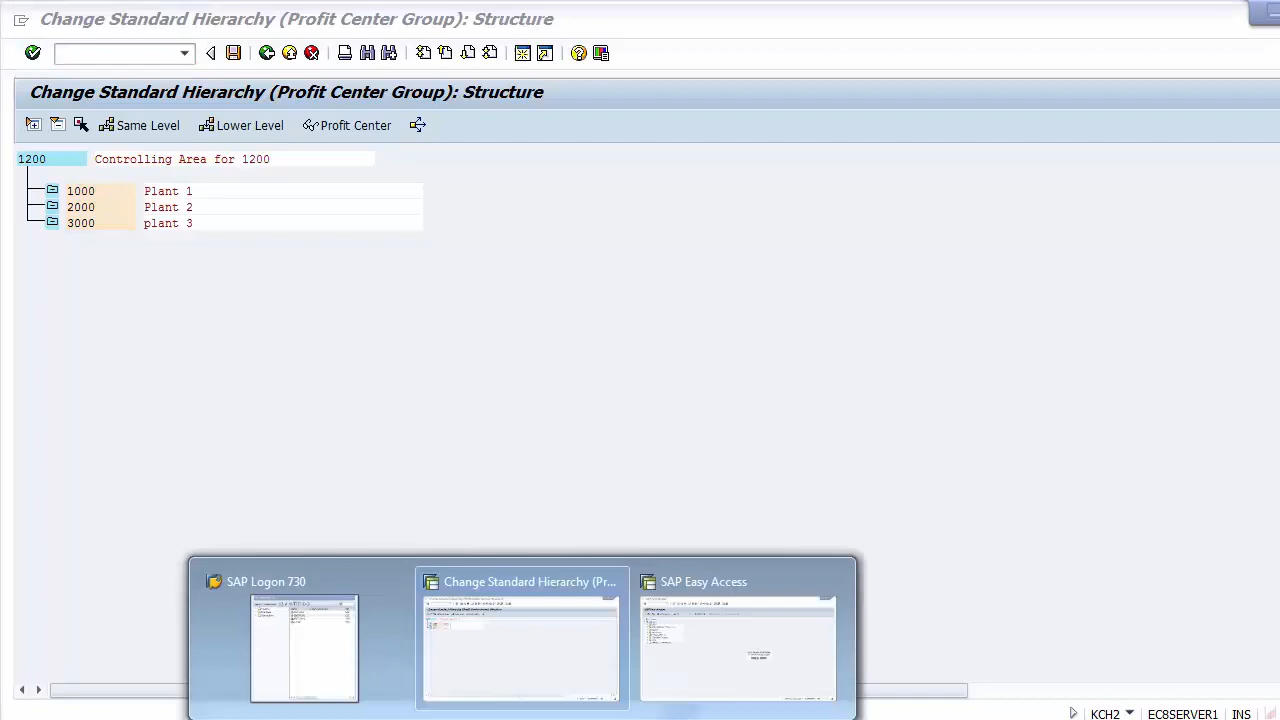 Change Standard Hierarchy (Profit Center Group): Structure
Change Standard Hierarchy (Profit Center Group): Structure
Same Level Lower Level Profit Center
1200 Controlling Area for 1200
1000 Plant 1
2000 Plant 2
3000 plant 3
SAP Logon 730 Change Standard Hierarchy (Pr... SAP Easy Access
KCH2 EC8SERVER1 INS